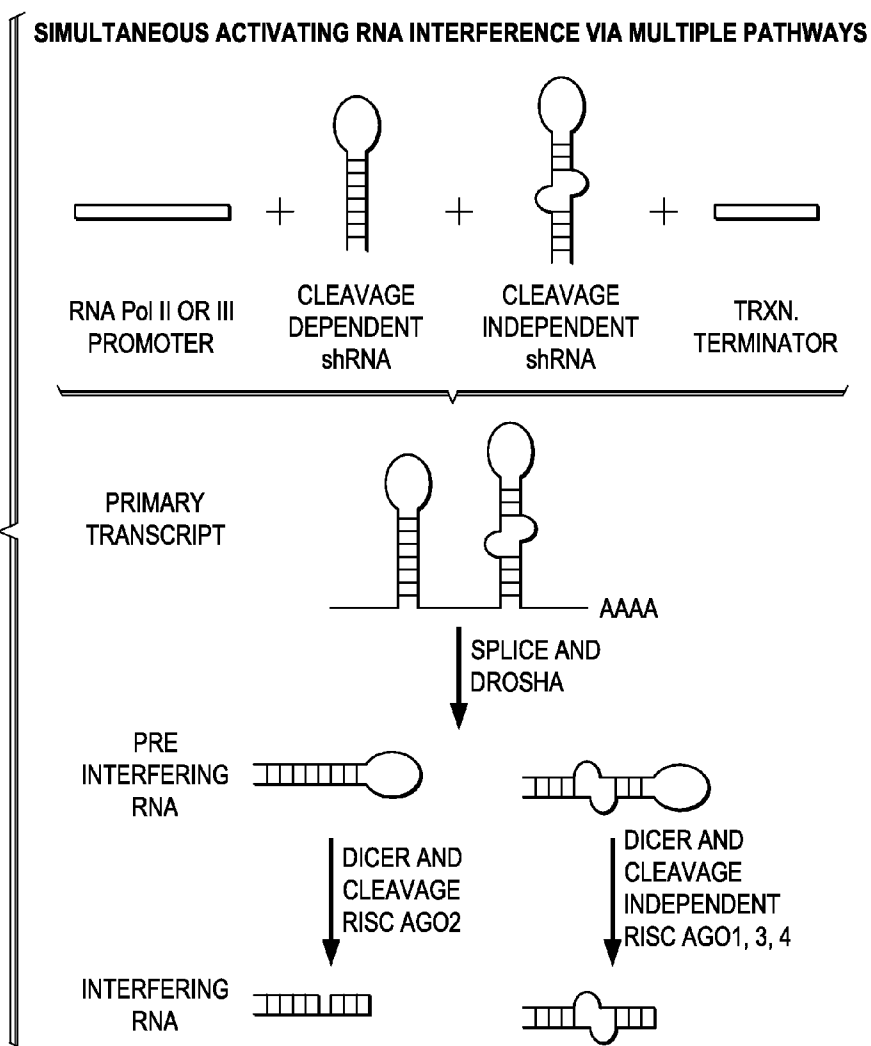 SIMULTANEOUS ACTIVATING RNA INTERFERENCE VIA MULTIPLE PATHWAYS
+ + +
RNA Pol II OR III
PROMOTER
CLEAVAGE
DEPENDENT
shRNA
CLEAVAGE
INDEPENDENT
shRNA
TRXN.
TERMINATOR
PRIMARY
TRANSCRIPT
AAAA
SPLICE AND
DROSHA
PRE
INTERFERING
RNA
DICER AND
CLEAVAGE
RISC AGO2
DICER AND
CLEAVAGE
INDEPENDENT
RISC AGO1, 3, 4
INTERFERING
RNA